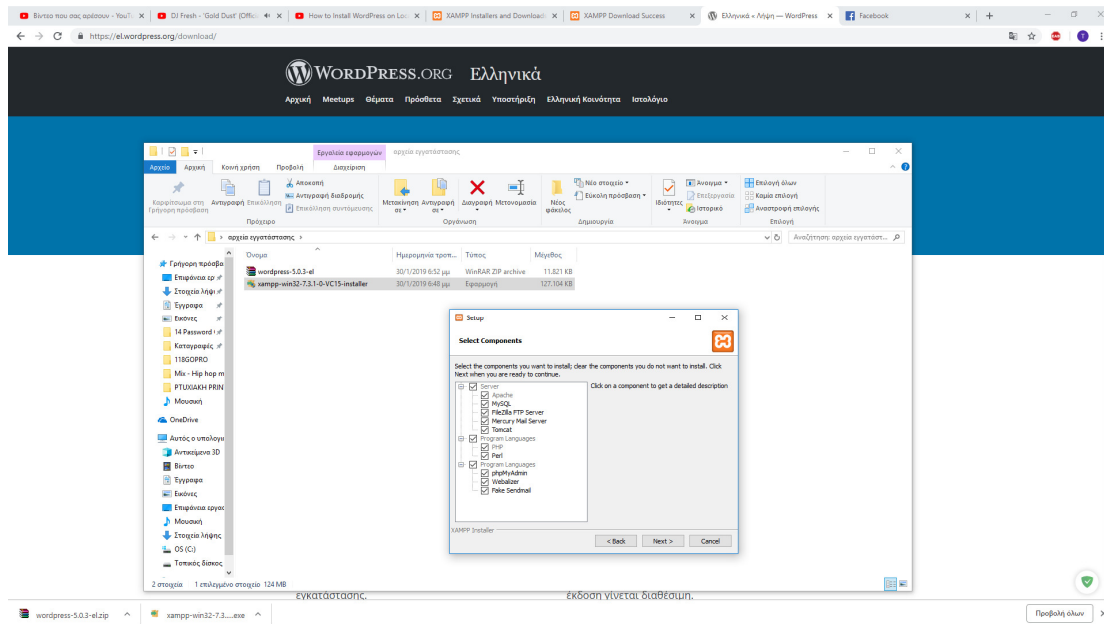 Βίντεο που σας αρέσουν - YouTu
DJ Fresh - 'Gold Dust' (Offici
How to Install WordPress on Loc
XAMPP Installers and Downloads
XAMPP Download Success
Ελληνικά « Λήψη — WordPress
Facebook
https://el.wordpress.org/download/
WORDPRESS.ORG Ελληνικά
Αρχική Meetups Θέματα Πρόσθετα Σχετικά Υποστήριξη Ελληνική Κοινότητα Ιστολόγιο
Εργαλεία εφαρμογών αρχεία εγγατάστασης
Αρχείο Αρχική Κοινή χρήση Προβολή Διαχείριση
Καρφίτσωμα στη Γρήγορη πρόσβαση
Αντιγραφή
Επικόλληση
Αποκοπή
Αντιγραφή διαδρομής
Επικόλληση συντόμευσης
Πρόχειρο
Μετακίνηση σε
Αντιγραφή σε
Διαγραφή
Μετονομασία
Οργάνωση
Νέος φάκελος
Νέο στοιχείο
Εύκολη πρόσβαση
Δημιουργία
Ιδιότητες
Άνοιγμα
Επεξεργασία
Ιστορικό
Άνοιγμα
Επιλογή όλων
Καμία επιλογή
Αναστροφή επιλογής
Επιλογή
αρχεία εγγατάστασης
Αναζήτηση: αρχεία εγγατάστ...
Όνομα Ημερομηνία τροπ... Τύπος Μέγεθος
wordpress-5.0.3-el 30/1/2019 6:52 μμ WinRAR ZIP archive 11.821 KB
xampp-win32-7.3.1-0-VC15-installer 30/1/2019 6:48 μμ Εφαρμογή 127.104 KB
Γρήγορη πρόσβα
Επιφάνεια ερ
Στοιχεία λήψι
Έγγραφα
Εικόνες
14 Password
Καταγραφές
118GOPRO
Mix - Hip hop m
PTUXIAKH PRIN
Μουσική
OneDrive
Αυτός ο υπολογι
Αντικείμενα 3D
Βίντεο
Έγγραφα
Εικόνες
Επιφάνεια εργασ
Μουσική
Στοιχεία λήψης
OS (C:)
Τοπικός δίσκος
Setup
Select Components
Select the components you want to install; clear the components you do not want to install. Click
Next when you are ready to continue.
Server
Apache
MySQL
FileZilla FTP Server
Mercury Mail Server
Tomcat
Program Languages
PHP
Perl
Program Languages
phpMyAdmin
Webalizer
Fake Sendmail
Click on a component to get a detailed description
XAMPP Installer
< Back Next > Cancel
2 στοιχεία 1 επιλεγμένο στοιχείο 124 MB
εγκατάστασης. έκδοση γίνεται διαθέσιμη.
wordpress-5.0.3-el.zip xampp-win32-7.3....exe Προβολή όλων